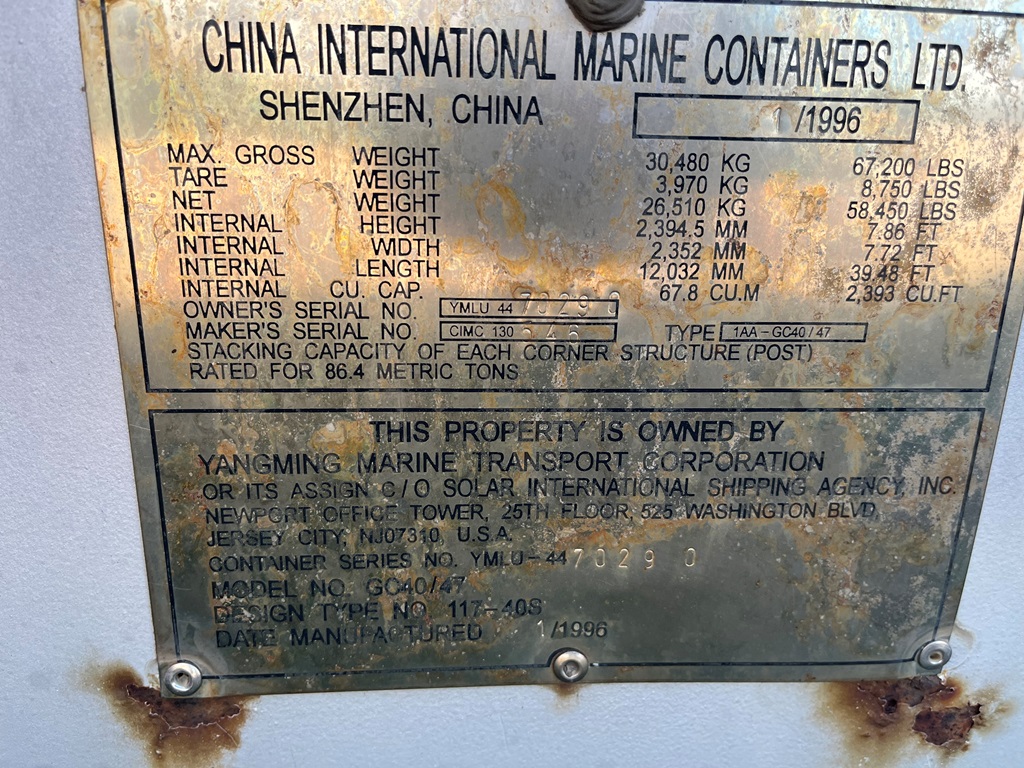 CHINA INTERNATIONAL MARINE CONTAINERS LTD.
SHENZHEN, CHINA 1/1996
MAX. GROSS WEIGHT 30,480 KG 67,200 LBS
TARE WEIGHT 3,970 KG 8,750 LBS
NET WEIGHT 26,510 KG 58,450 LBS
INTERNAL HEIGHT 2,394.5 MM 7.86 FT
INTERNAL WIDTH 2,352 MM 7.72 FT
INTERNAL LENGTH 12,032 MM 39.48 FT
INTERNAL CU. CAP. 67.8 CU.M 2,393 CU.FT
OWNER'S SERIAL NO. YMLU 4470290
MAKER'S SERIAL NO. CIMC 130546 TYPE 1AA-GC40/47
STACKING CAPACITY OF EACH CORNER STRUCTURE (POST)
RATED FOR 86.4 METRIC TONS
THIS PROPERTY IS OWNED BY
YANGMING MARINE TRANSPORT CORPORATION
OR ITS ASSIGN C/O SOLAR INTERNATIONAL SHIPPING AGENCY, INC.
NEWPORT OFFICE TOWER, 25TH FLOOR, 525 WASHINGTON BLVD,
JERSEY CITY, NJ07310, U.S.A.
CONTAINER SERIES NO. YMLU-4470290
MODEL NO. GC40/47
DESIGN TYPE NO. 117-40S
DATE MANUFACTURED 1/1996